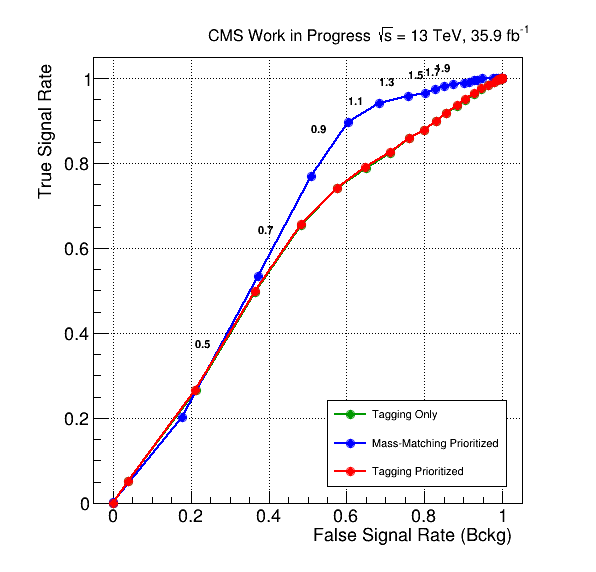 CMS Work in Progress √s = 13 TeV, 35.9 fb⁻¹
True Signal Rate
1
0.8
0.6
0.4
0.2
0
0.5
0.7
0.9
1.1
1.3
1.5
1.7
1.9
Tagging Only
Mass-Matching Prioritized
Tagging Prioritized
0 0.2 0.4 0.6 0.8 1
False Signal Rate (Bckg)